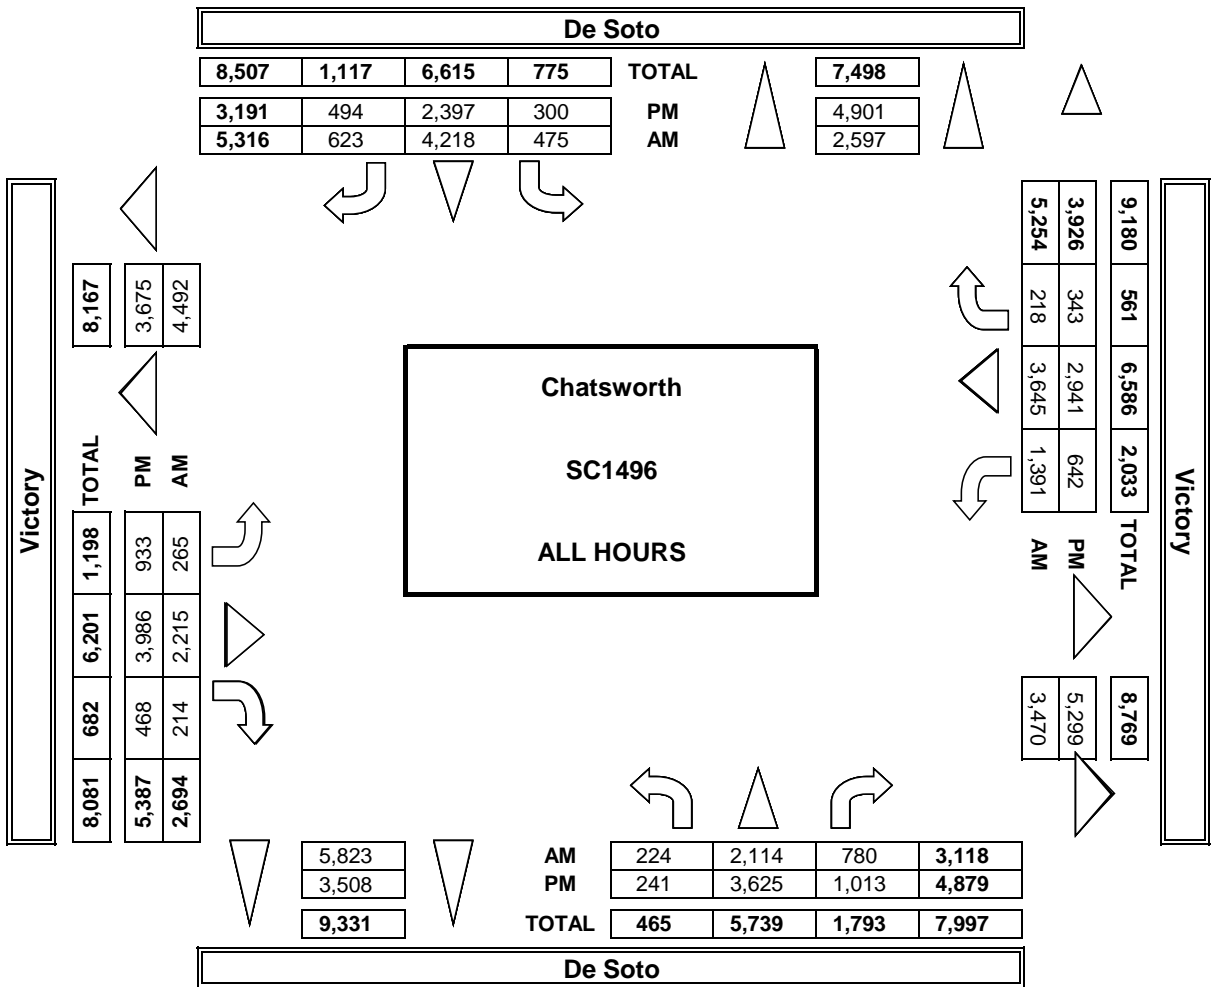 De Soto
8,507 1,117 6,615 775 TOTAL 7,498
3,191 494 2,397 300 PM 4,901
5,316 623 4,218 475 AM 2,597
Victory
8,167
3,675
4,492
TOTAL
PM
AM
8,081 682 6,201 1,198
5,387 468 3,986 933
2,694 214 2,215 265
Chatsworth
SC1496
ALL HOURS
9,180 561 6,586 2,033 TOTAL
3,926 343 2,941 642 PM
5,254 218 3,645 1,391 AM
8,769
5,299
3,470
Victory
5,823 AM 224 2,114 780 3,118
3,508 PM 241 3,625 1,013 4,879
9,331 TOTAL 465 5,739 1,793 7,997
De Soto